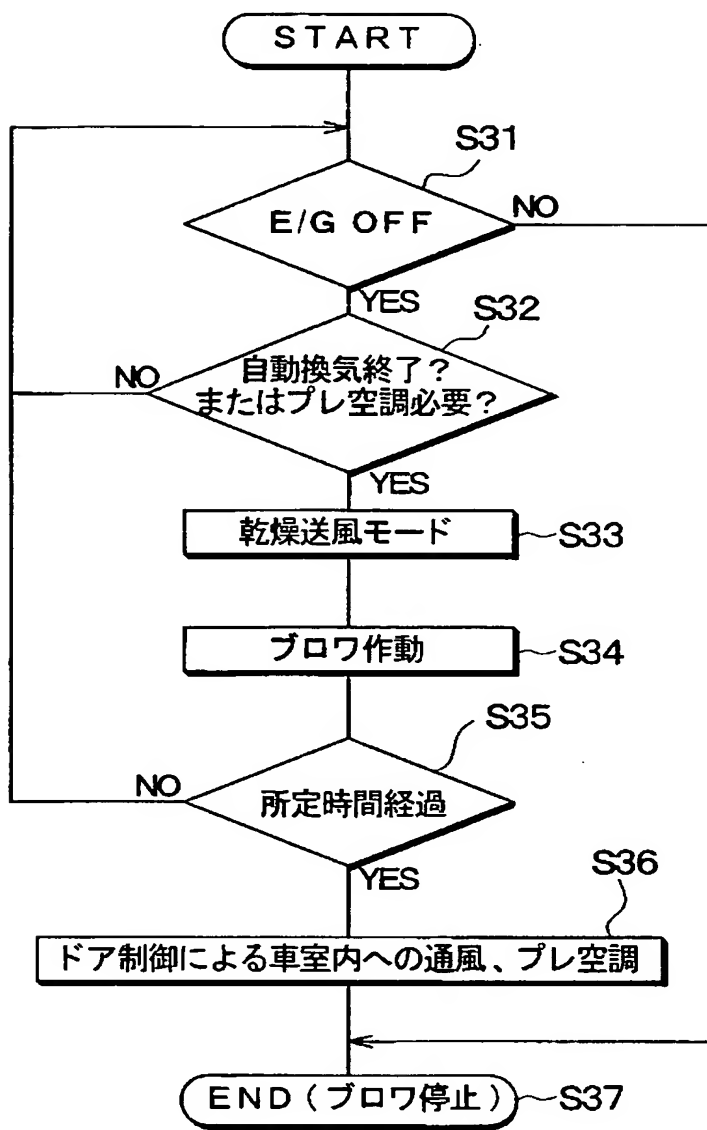 START
S31
E/G OFF
NO
YES
S32
自動換気終了?
またはプレ空調必要?
NO
YES
乾燥送風モード
S33
ブロワ作動
S34
S35
所定時間経過
NO
YES
S36
ドア制御による車室内への通風、プレ空調
END(ブロワ停止)
S37